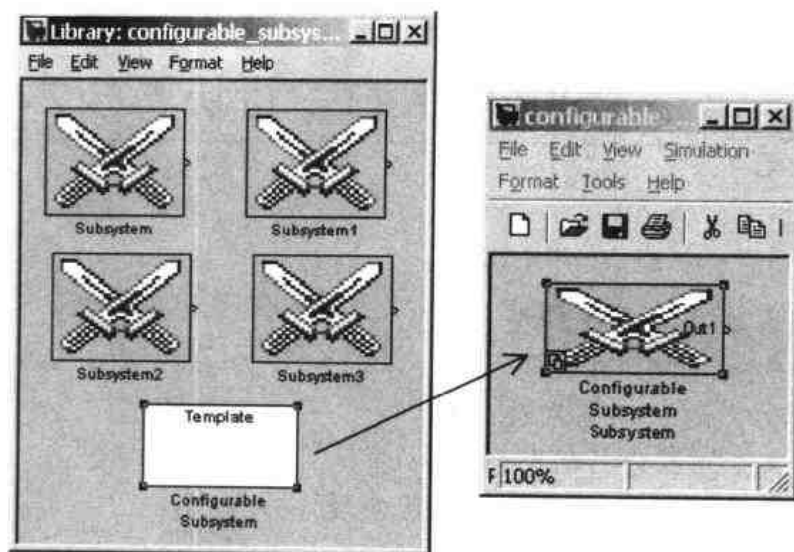 Library: configurable_subsys...
File Edit View Format Help
Subsystem
Subsystem1
Subsystem2
Subsystem3
Template
Configurable
Subsystem
configurable ...
File Edit View Simulation
Format Tools Help
Out1
Configurable
Subsystem
Subsystem
F 100%